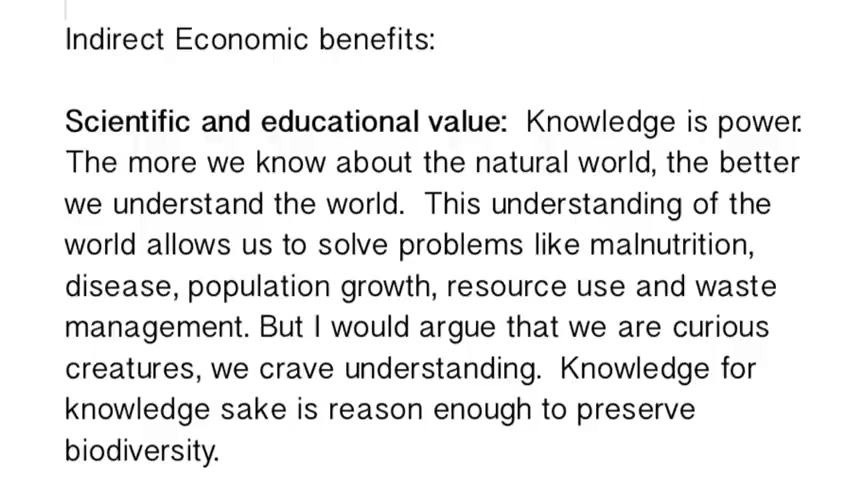 Indirect Economic benefits:
Scientific and educational value: Knowledge is power.
The more we know about the natural world, the better
we understand the world. This understanding of the
world allows us to solve problems like malnutrition,
disease, population growth, resource use and waste
management. But I would argue that we are curious
creatures, we crave understanding. Knowledge for
knowledge sake is reason enough to preserve
biodiversity.